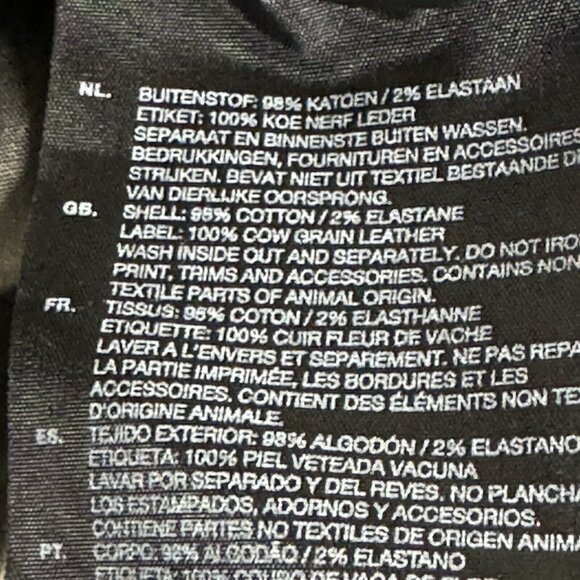 NL. BUITENSTOF: 98% KATOEN / 2% ELASTAAN
ETIKET: 100% KOE NERF LEDER
SEPARAAT EN BINNENSTE BUITEN WASSEN.
BEDRUKKINGEN, FOURNITUREN EN ACCESSOIRES
STRIJKEN. BEVAT NIET UIT TEXTIEL BESTAANDE D
VAN DIERLIJKE OORSPRONG.
GB. SHELL: 98% COTTON / 2% ELASTANE
LABEL: 100% COW GRAIN LEATHER
WASH INSIDE OUT AND SEPARATELY. DO NOT IRO
PRINT, TRIMS AND ACCESSORIES. CONTAINS NON
TEXTILE PARTS OF ANIMAL ORIGIN.
FR. TISSUS: 98% COTON / 2% ELASTHANNE
ETIQUETTE: 100% CUIR FLEUR DE VACHE
LAVER A L'ENVERS ET SEPAREMENT. NE PAS REPA
LA PARTIE IMPRIMÉE, LES BORDURES ET LES
ACCESSOIRES. CONTIENT DES ÉLÉMENTS NON TE
D'ORIGINE ANIMALE.
ES. TEJIDO EXTERIOR: 98% ALGODÓN / 2% ELASTANO
ETIQUETA: 100% PIEL VETEADA VACUNA
LAVAR POR SEPARADO Y DEL REVES. NO PLANCHA
LOS ESTAMPADOS, ADORNOS Y ACCESORIOS.
CONTIENE PARTES NO TEXTILES DE ORIGEN ANIMA
PT. CORPO: 98% ALGODÃO / 2% ELASTANO
ETIQUETA: 100% COURO DE VACA